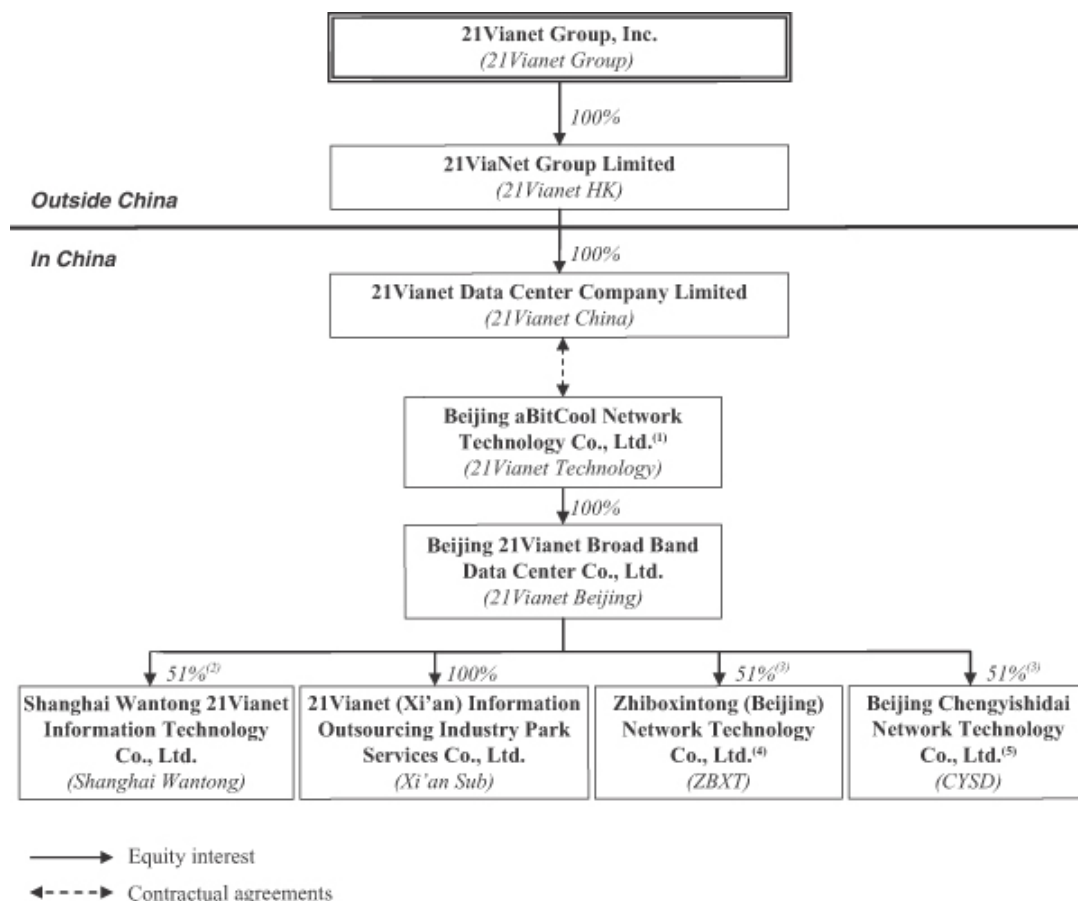 21Vianet Group, Inc.
(21Vianet Group)
100%
21ViaNet Group Limited
(21Vianet HK)
Outside China
In China
100%
21Vianet Data Center Company Limited
(21Vianet China)
Beijing aBitCool Network
Technology Co., Ltd.(1)
(21Vianet Technology)
100%
Beijing 21Vianet Broad Band
Data Center Co., Ltd.
(21Vianet Beijing)
51%(2)
Shanghai Wantong 21Vianet
Information Technology
Co., Ltd.
(Shanghai Wantong)
100%
21Vianet (Xi’an) Information
Outsourcing Industry Park
Services Co., Ltd.
(Xi’an Sub)
51%(3)
Zhiboxintong (Beijing)
Network Technology
Co., Ltd.(4)
(ZBXT)
51%(3)
Beijing Chengyishidai
Network Technology
Co., Ltd.(5)
(CYSD)
Equity interest
Contractual agreements